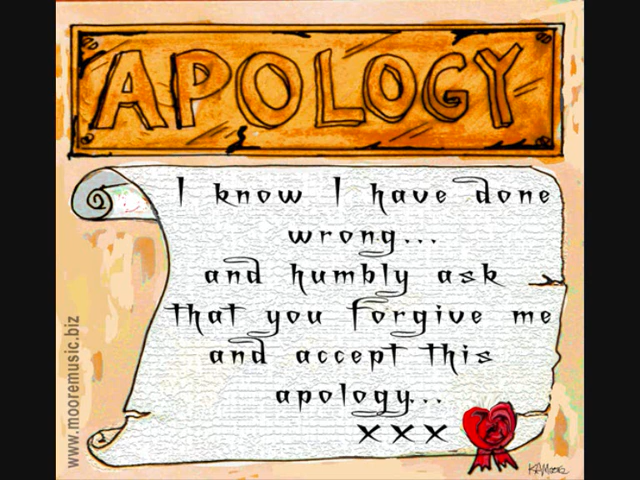 APOLOGY
I know I have done
wrong...
and humbly ask
that you forgive me
and accept this
apology...
xxx
www.mooremusic.biz